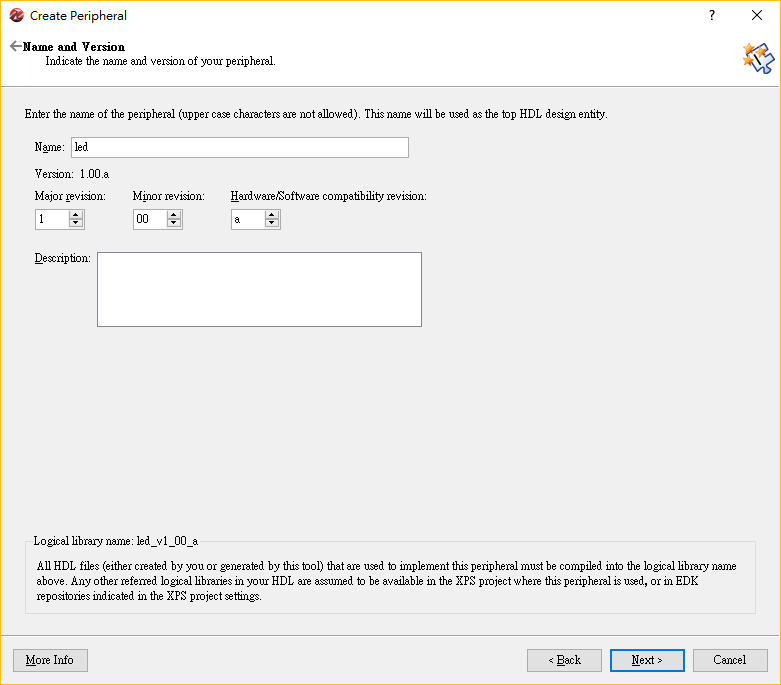 Create Peripheral
?
Name and Version
Indicate the name and version of your peripheral.
Enter the name of the peripheral (upper case characters are not allowed). This name will be used as the top HDL design entity.
Name: led
Version: 1.00.a
Major revision: Minor revision: Hardware/Software compatibility revision:
1 00 a
Description:
Logical library name: led_v1_00_a
All HDL files (either created by you or generated by this tool) that are used to implement this peripheral must be compiled into the logical library name
above. Any other referred logical libraries in your HDL are assumed to be available in the XPS project where this peripheral is used, or in EDK
repositories indicated in the XPS project settings.
More Info < Back Next > Cancel